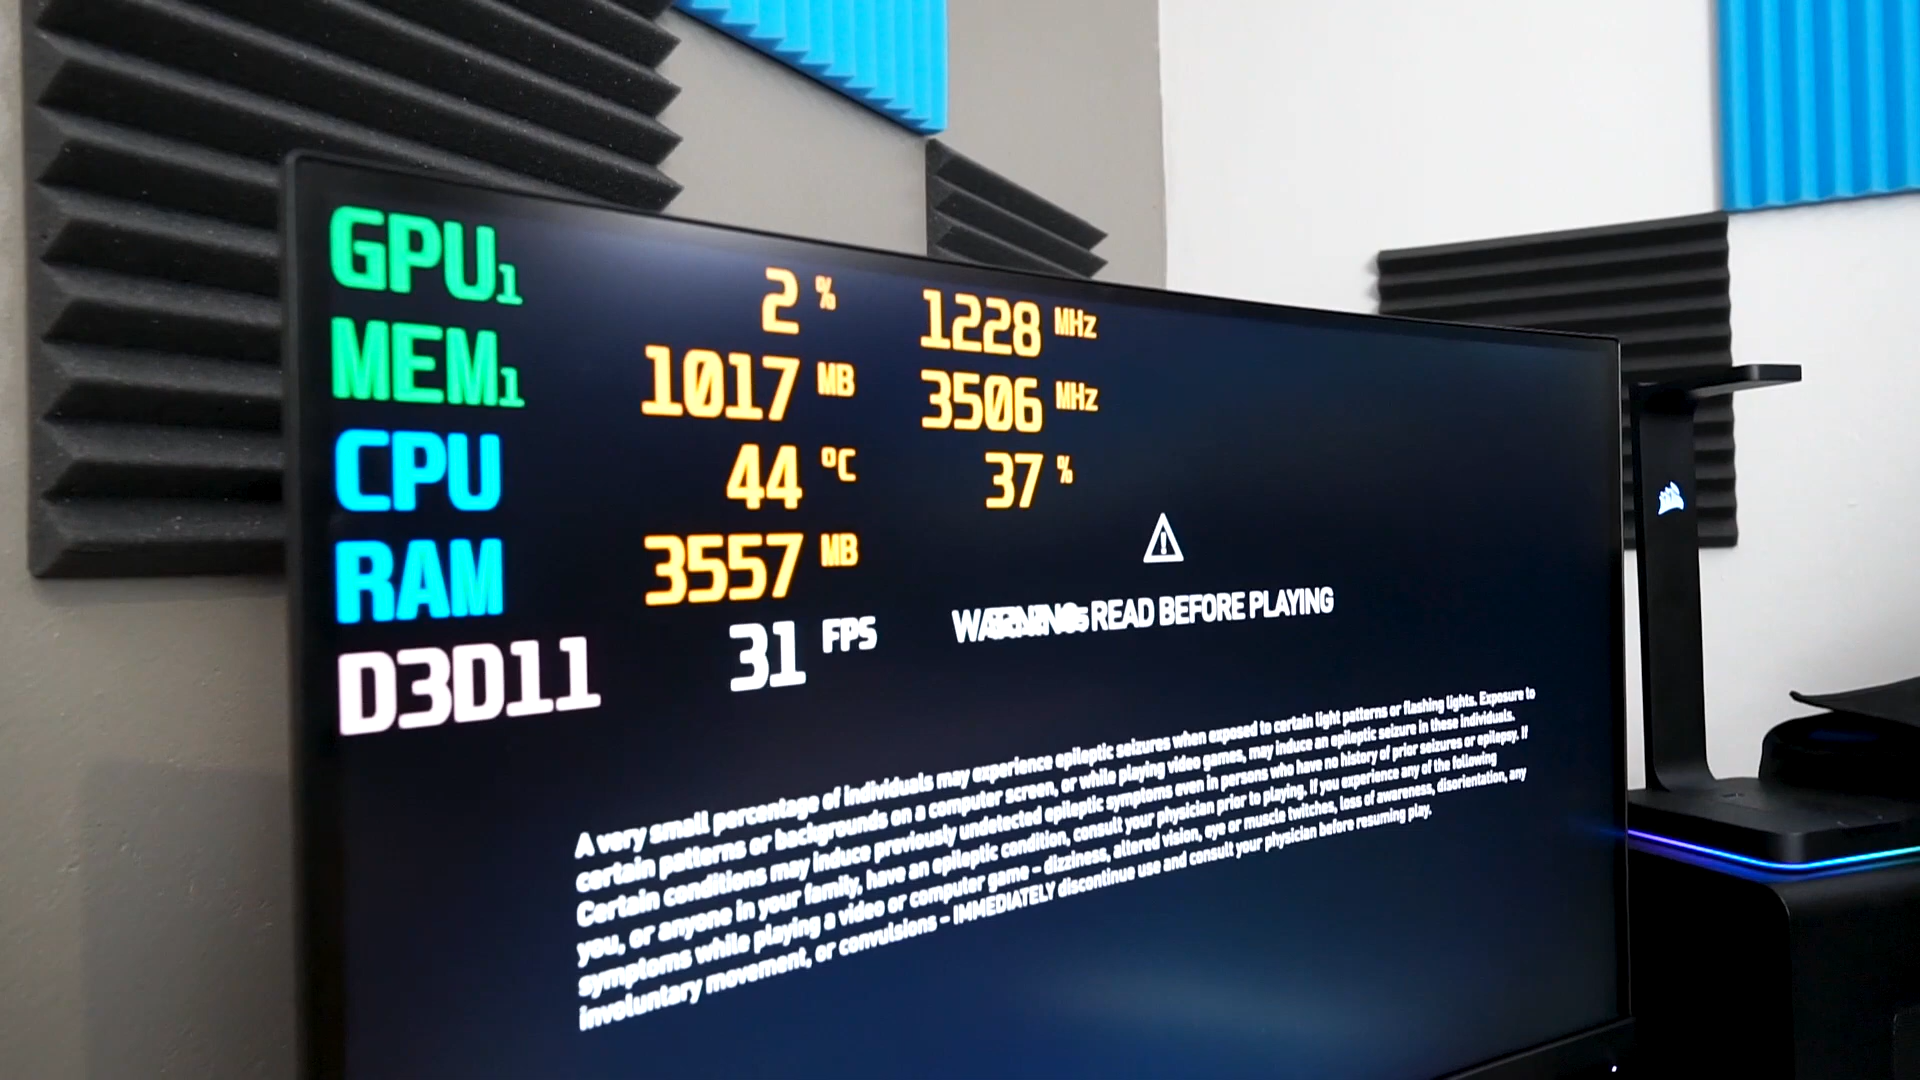 GPU1 2 % 1228 MHz
MEM1 1017 MB 3506 MHz
CPU 44 °C 37 %
RAM 3557 MB
D3D11 31 FPS
READ BEFORE PLAYING
A very small percentage of individuals may experience epileptic seizures when exposed to certain light patterns or flashing lights. Exposure to
certain patterns or backgrounds on a computer screen, or while playing video games, may induce an epileptic seizure in these individuals.
Certain conditions may induce previously undetected epileptic symptoms even in persons who have no history of prior seizures or epilepsy. If
you, or anyone in your family, have an epileptic condition, consult your physician prior to playing. If you experience any of the following
symptoms while playing a video or computer game – dizziness, altered vision, eye or muscle twitches, loss of awareness, disorientation, any
involuntary movement, or convulsions – IMMEDIATELY discontinue use and consult your physician before resuming play.